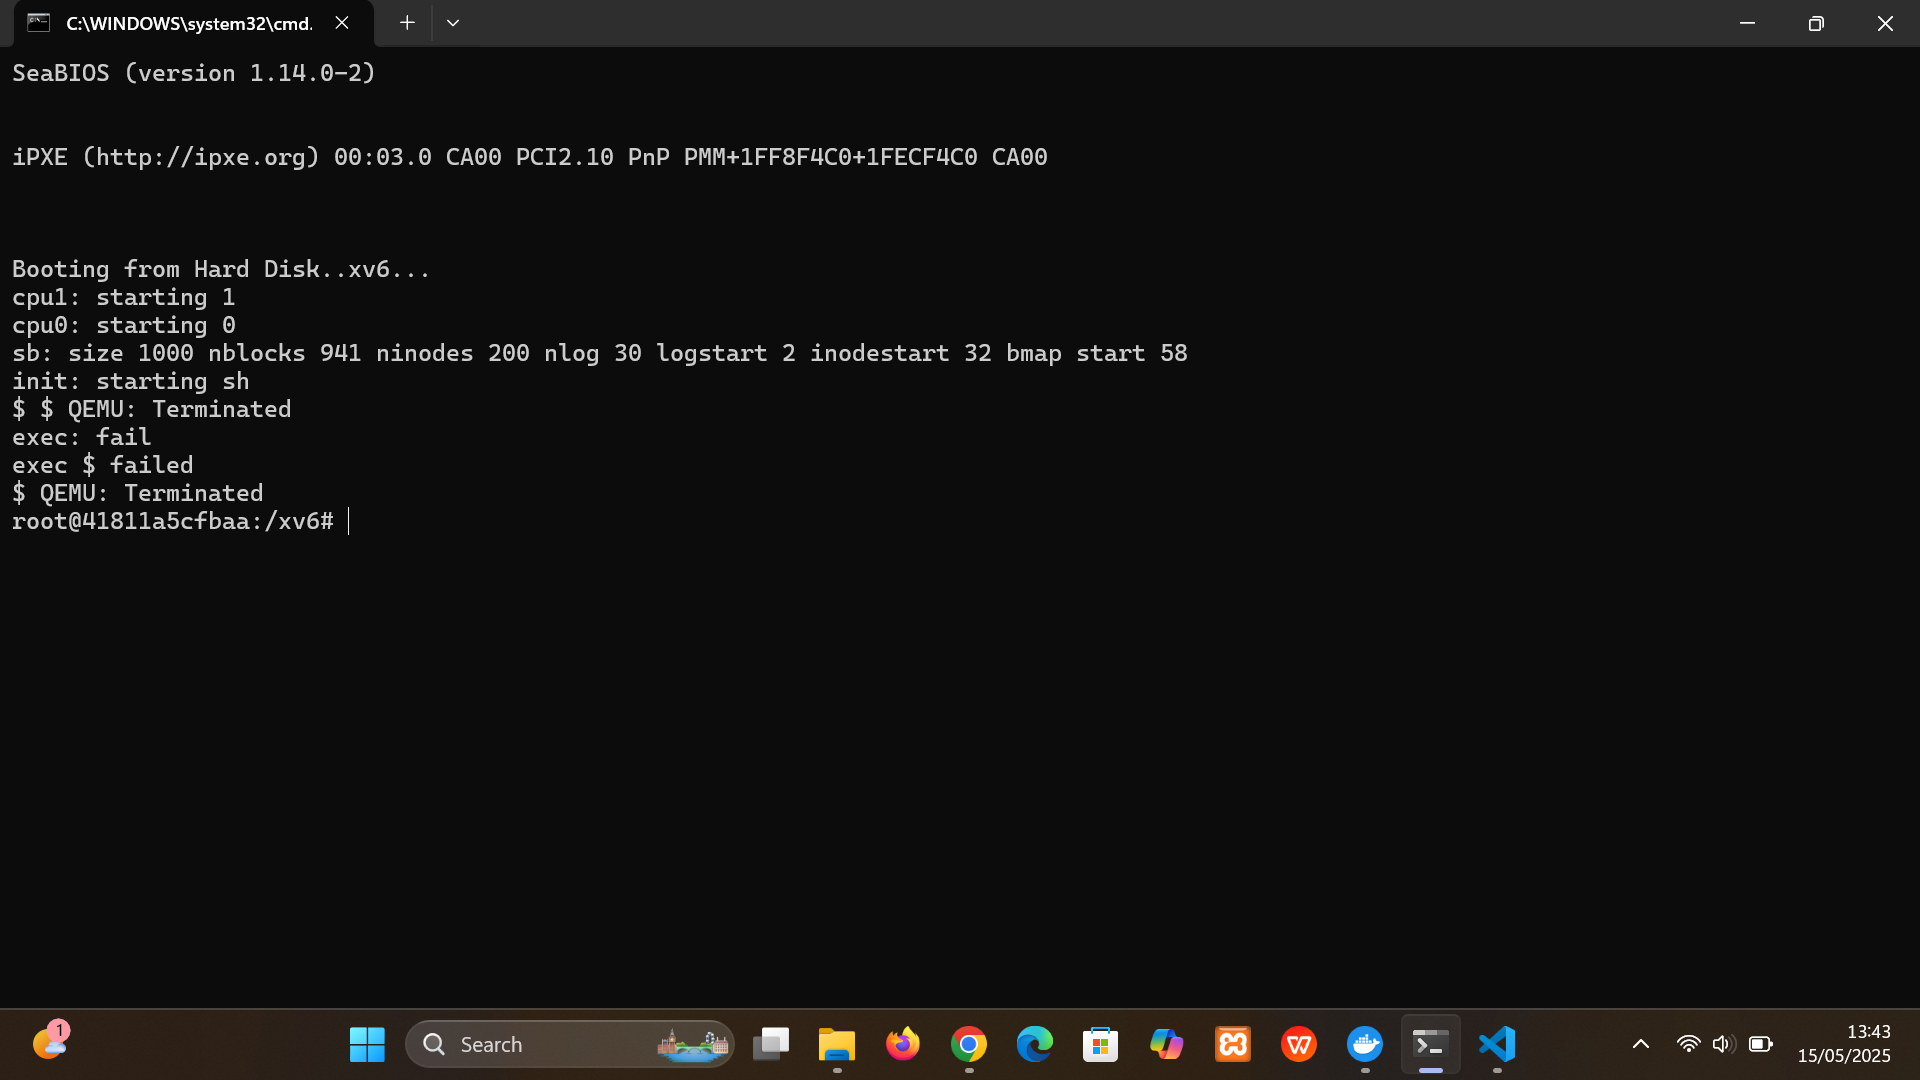 C:\WINDOWS\system32\cmd.
SeaBIOS (version 1.14.0-2)
iPXE (http://ipxe.org) 00:03.0 CA00 PCI2.10 PnP PMM+1FF8F4C0+1FECF4C0 CA00
Booting from Hard Disk..xv6...
cpu1: starting 1
cpu0: starting 0
sb: size 1000 nblocks 941 ninodes 200 nlog 30 logstart 2 inodestart 32 bmap start 58
init: starting sh
$ $ QEMU: Terminated
exec: fail
exec $ failed
$ QEMU: Terminated
root@41811a5cfbaa:/xv6#
1
Search
13:43
15/05/2025